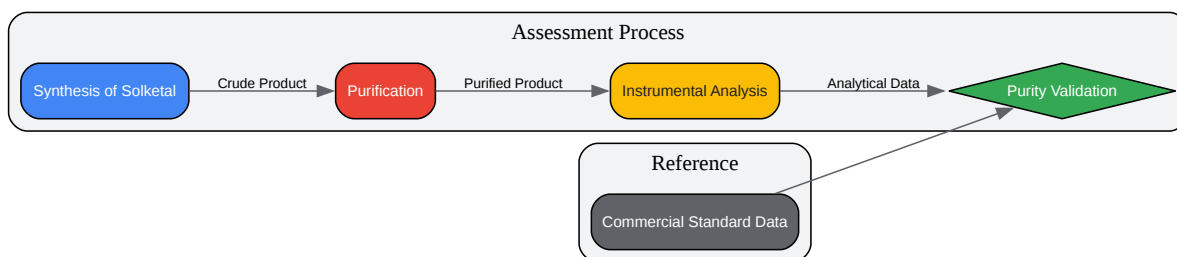 Assessment Process
Synthesis of Solketal
Crude Product
Purification
Purified Product
Instrumental Analysis
Analytical Data
Purity Validation
Reference
Commercial Standard Data